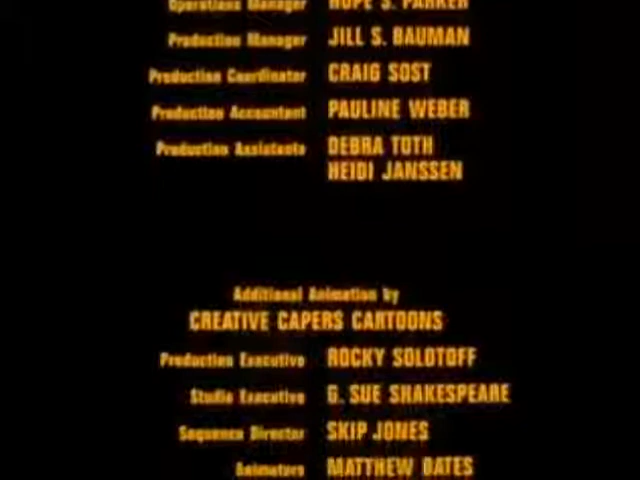 Operations Manager HOPE S. PARKER
Production Manager JILL S. BAUMAN
Production Coordinator CRAIG SOST
Production Accountant PAULINE WEBER
Production Assistants DEBRA TOTH
HEIDI JANSSEN
Additional Animation by
CREATIVE CAPERS CARTOONS
Production Executive ROCKY SOLOTOFF
Studio Executive G. SUE SHAKESPEARE
Sequence Director SKIP JONES
Animators MATTHEW BATES